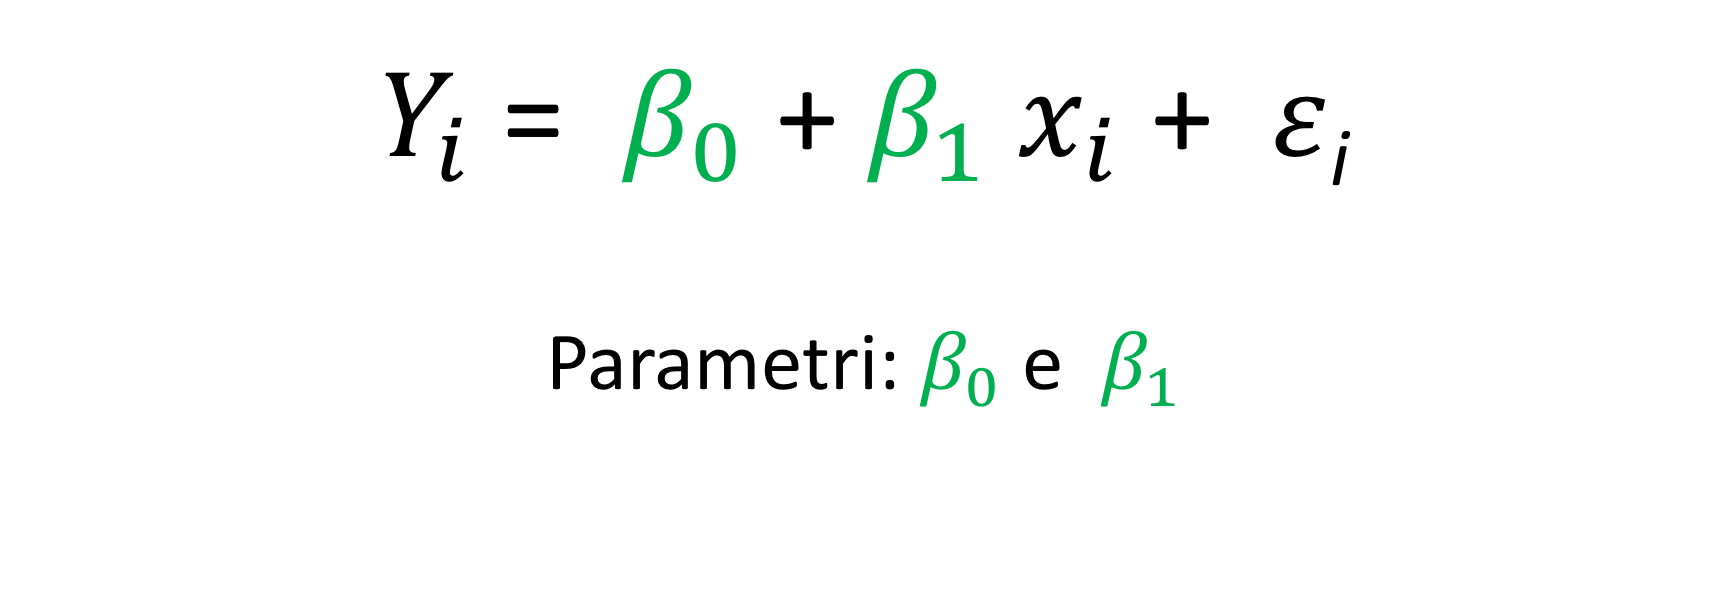 Yᵢ = β₀ + β₁ xᵢ + εᵢ
Parametri: β₀ e β₁